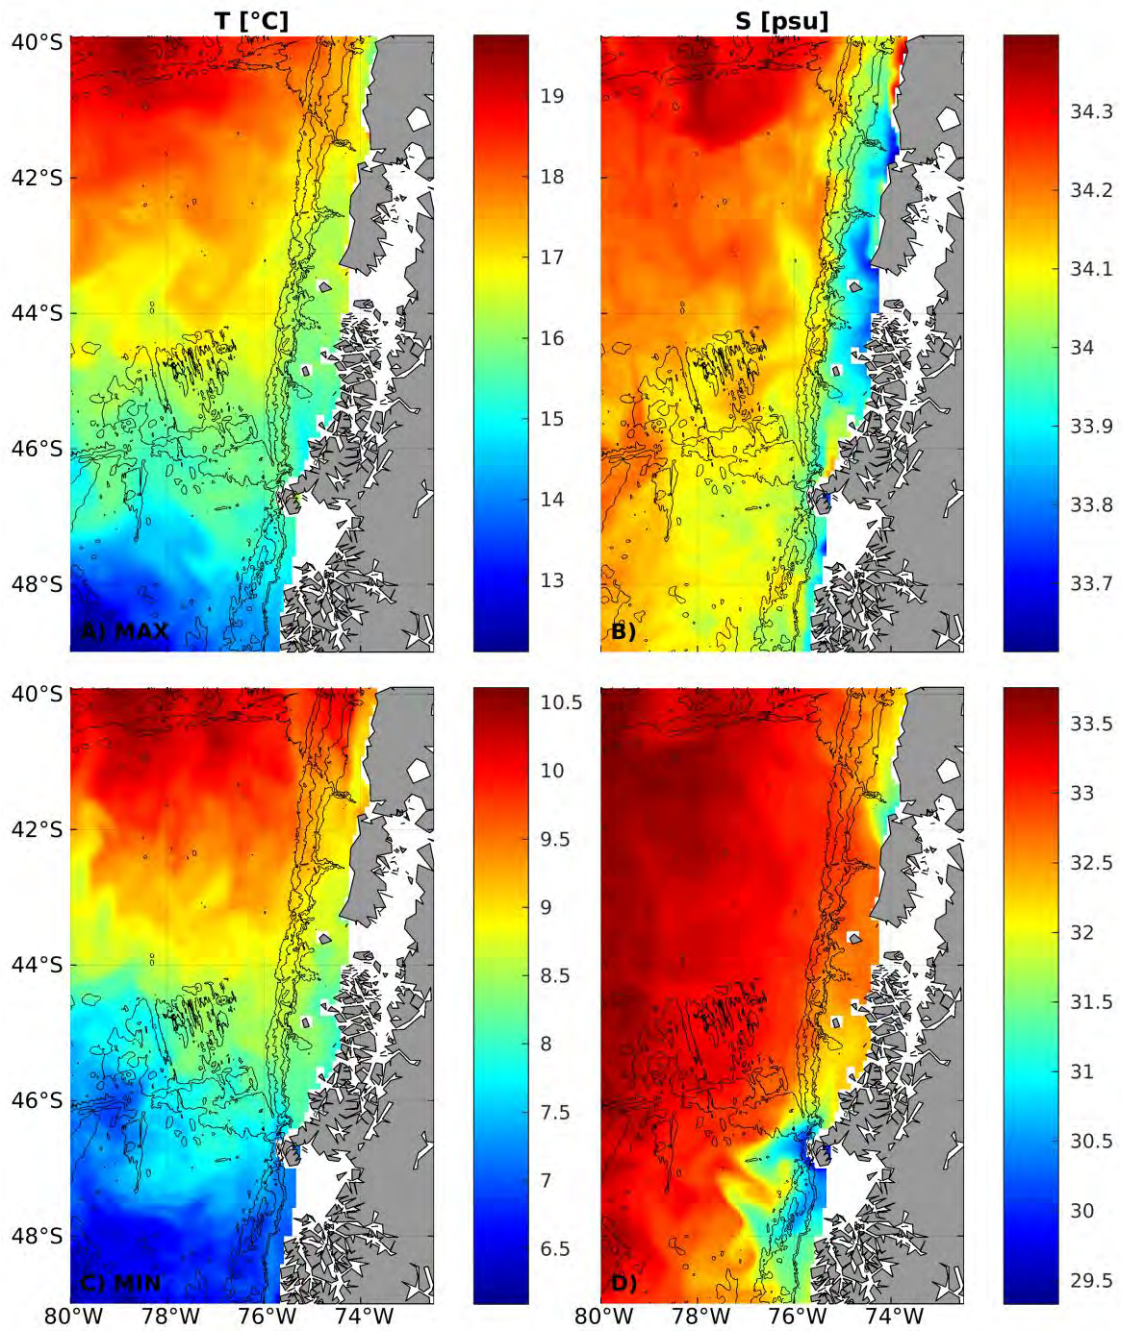 T [°C]
S [psu]
40°S
42°S
44°S
46°S
48°S
A) MAX
19
18
17
16
15
14
13
B)
34.3
34.2
34.1
34
33.9
33.8
33.7
40°S
42°S
44°S
46°S
48°S
C) MIN
80°W
78°W
76°W
74°W
10.5
10
9.5
9
8.5
8
7.5
7
6.5
D)
80°W
78°W
76°W
74°W
33.5
33
32.5
32
31.5
31
30.5
30
29.5